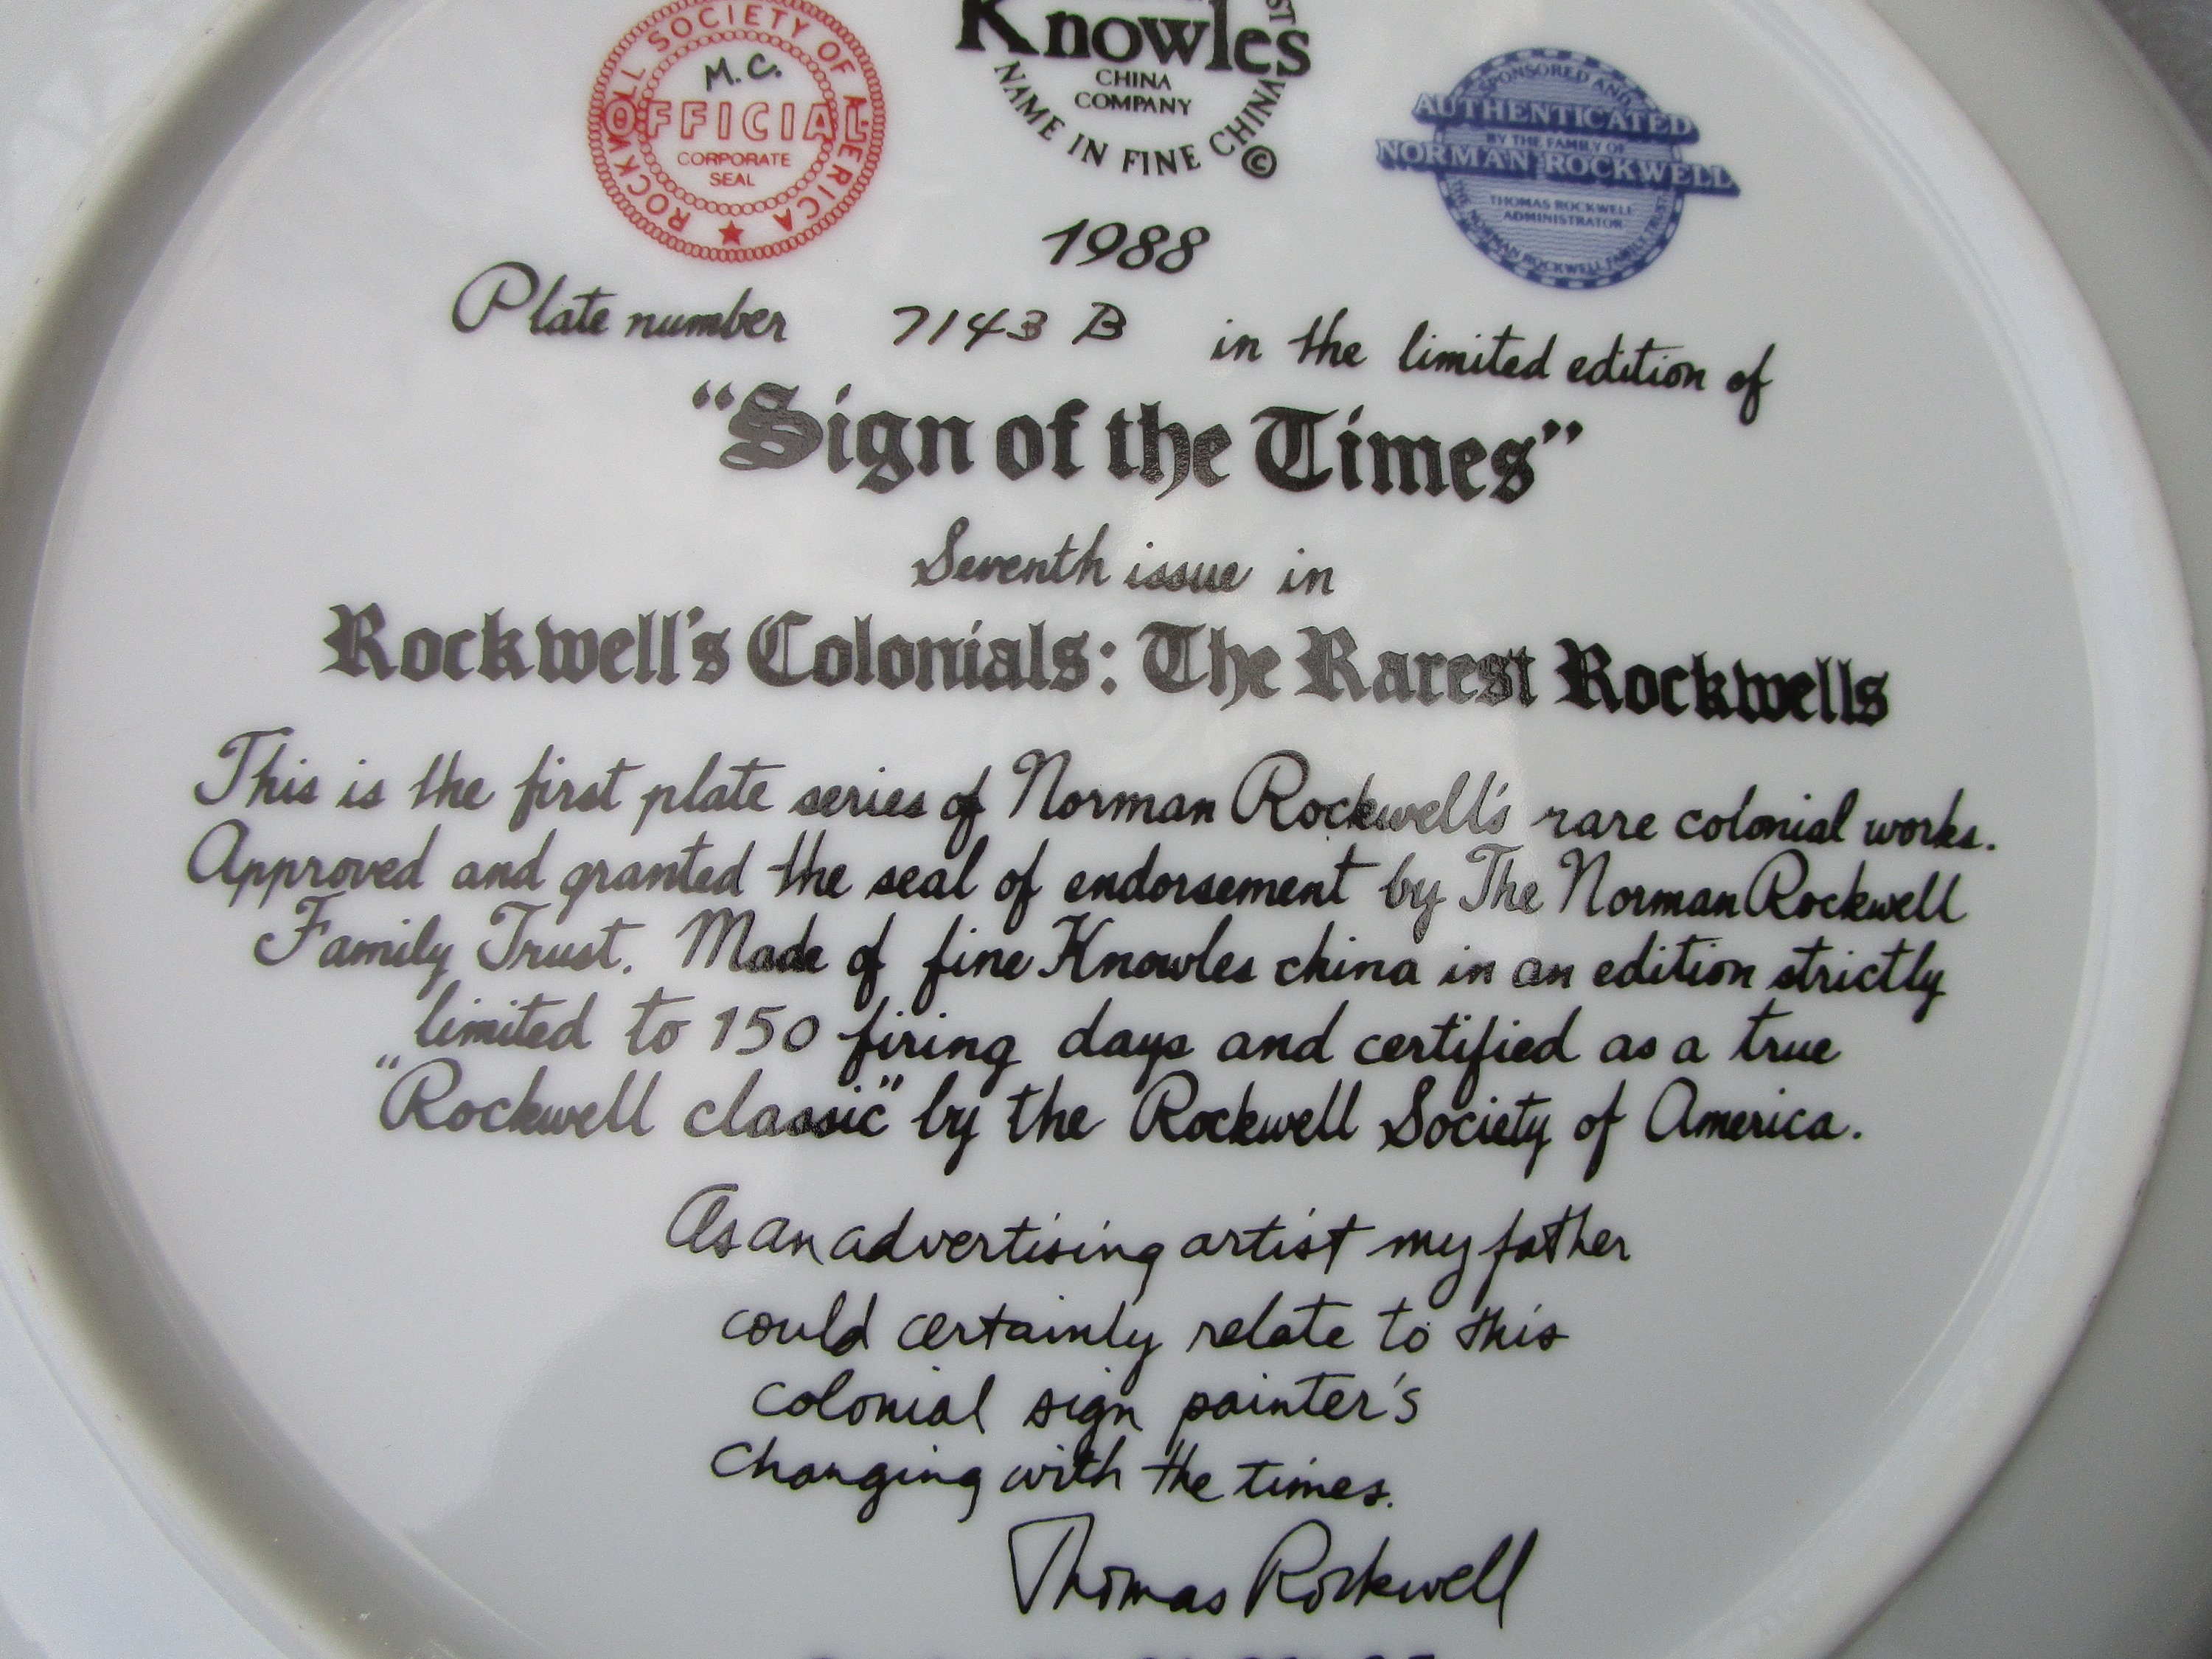 ROCKWELL SOCIETY OF AMERICA
M.C.
OFFICIAL
CORPORATE
SEAL
Knowles
CHINA
COMPANY
NAME IN FINE CHINA
©
SPONSORED AND
AUTHENTICATED
BY THE FAMILY OF
NORMAN ROCKWELL
THOMAS ROCKWELL
ADMINISTRATOR
THE NORMAN ROCKWELL FAMILY TRUST
1988
Plate number 7143 B in the limited edition of
“Sign of the Times”
Seventh issue in
Rockwell's Colonials: The Rarest Rockwells
This is the first plate series of Norman Rockwell's rare colonial works.
Approved and granted the seal of endorsement by The Norman Rockwell
Family Trust. Made of fine Knowles china in an edition strictly
limited to 150 firing days and certified as a true
“Rockwell classic” by the Rockwell Society of America.
As an advertising artist my father
could certainly relate to this
colonial sign painter's
changing with the times.
Thomas Rockwell